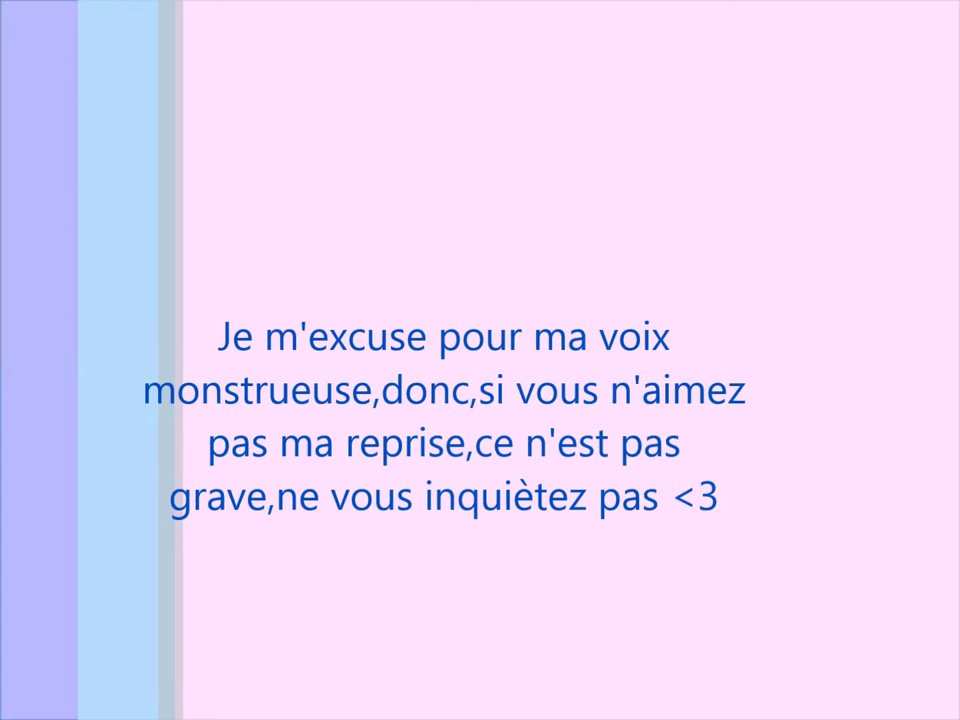 Je m'excuse pour ma voix
monstrueuse,donc,si vous n'aimez
pas ma reprise,ce n'est pas
grave,ne vous inquiètez pas <3